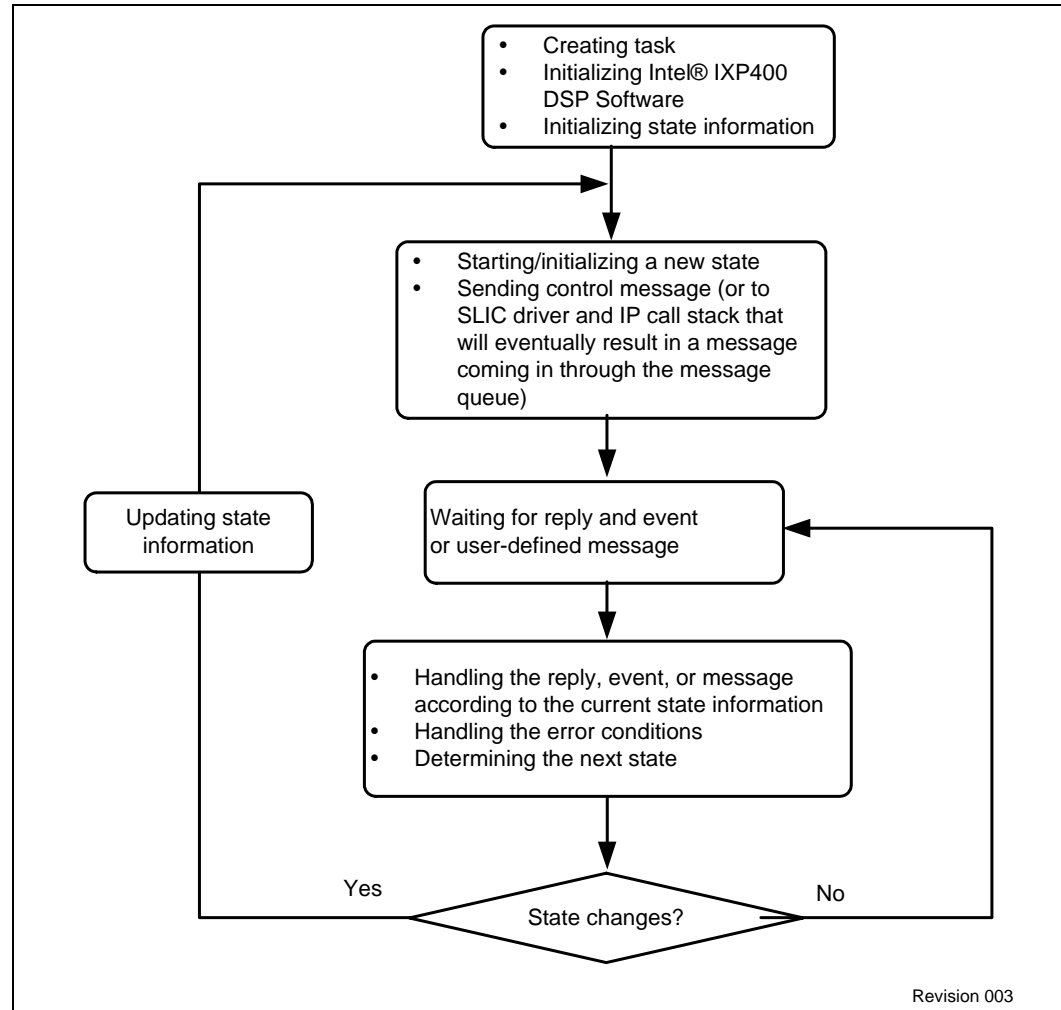 • Creating task
• Initializing Intel® IXP400
DSP Software
• Initializing state information
• Starting/initializing a new state
• Sending control message (or to
SLIC driver and IP call stack that
will eventually result in a message
coming in through the message
queue)
Updating state
information
Waiting for reply and event
or user-defined message
• Handling the reply, event, or message
according to the current state information
• Handling the error conditions
• Determining the next state
Yes
No
State changes?
Revision 003